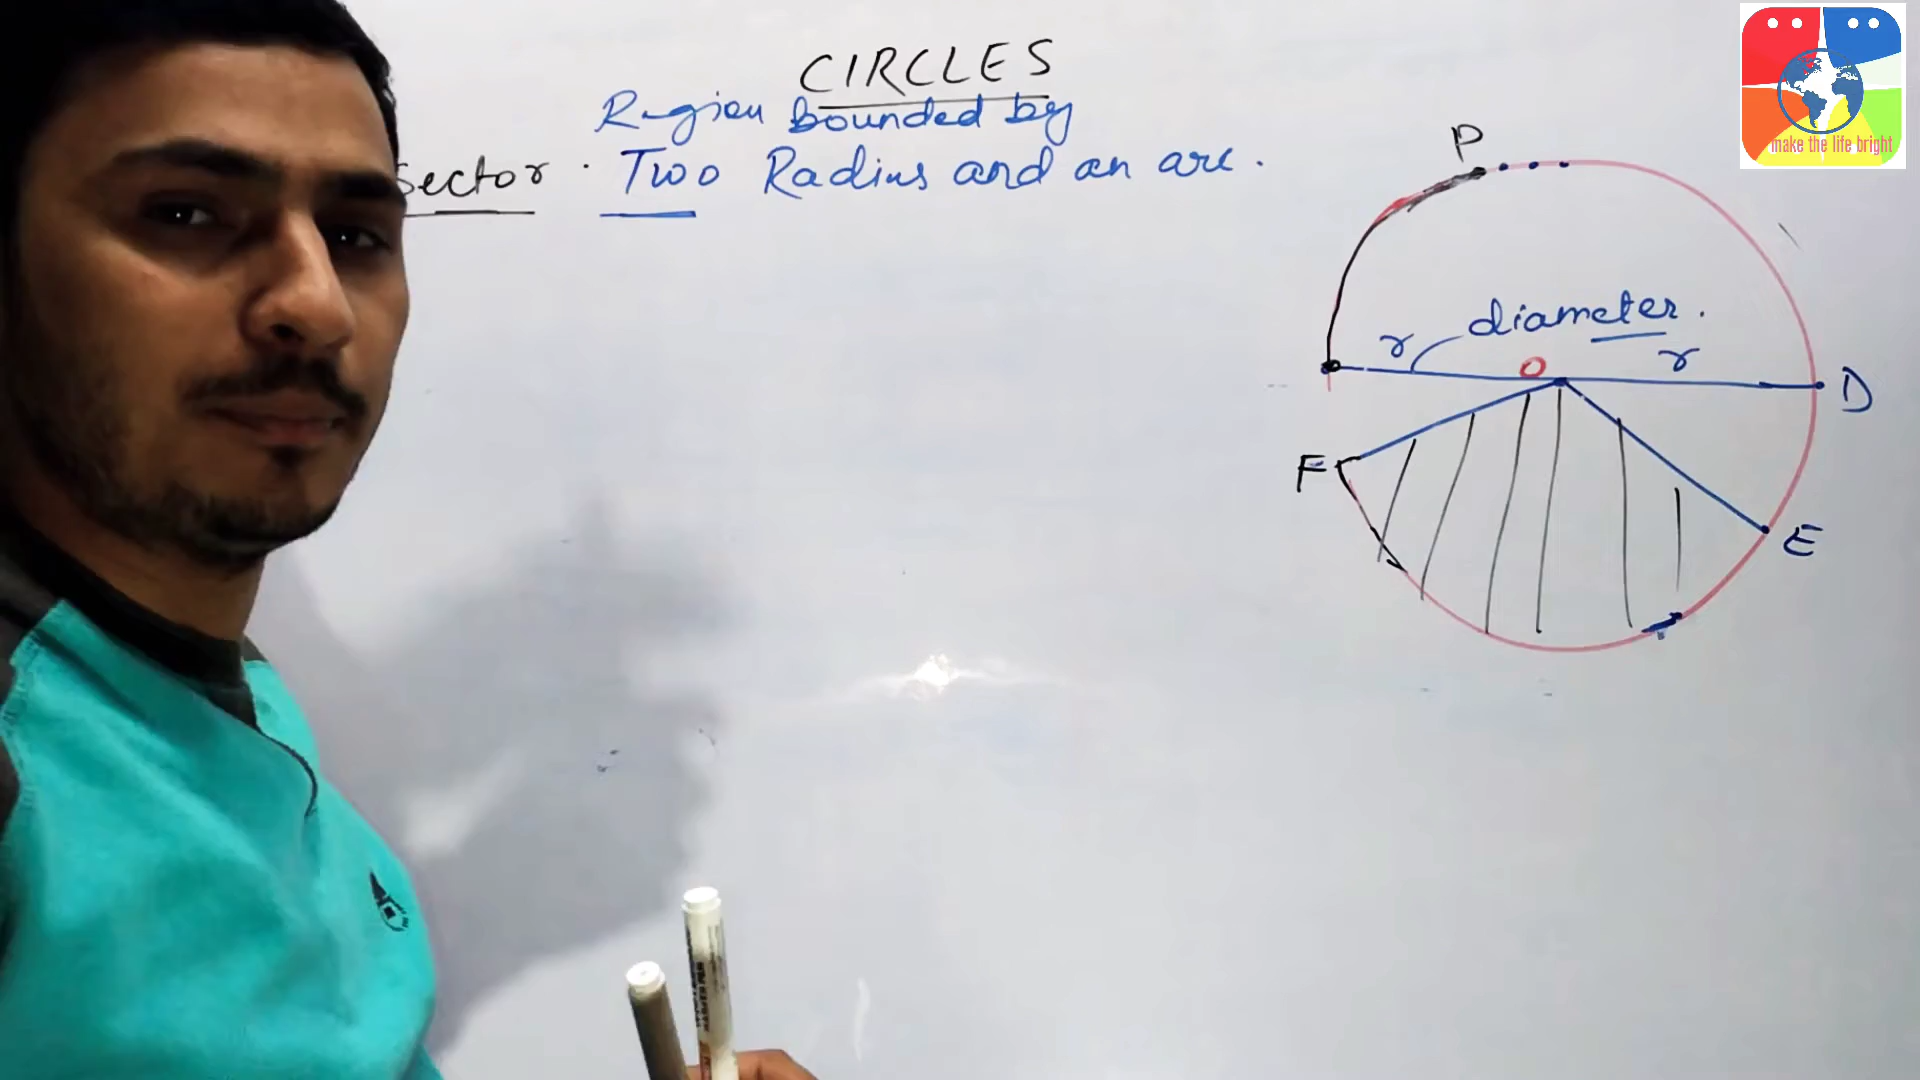 CIRCLES
Region bounded by
Sector . Two Radius and an arc.
P
diameter.
r
r
O
D
F
E
make the life bright